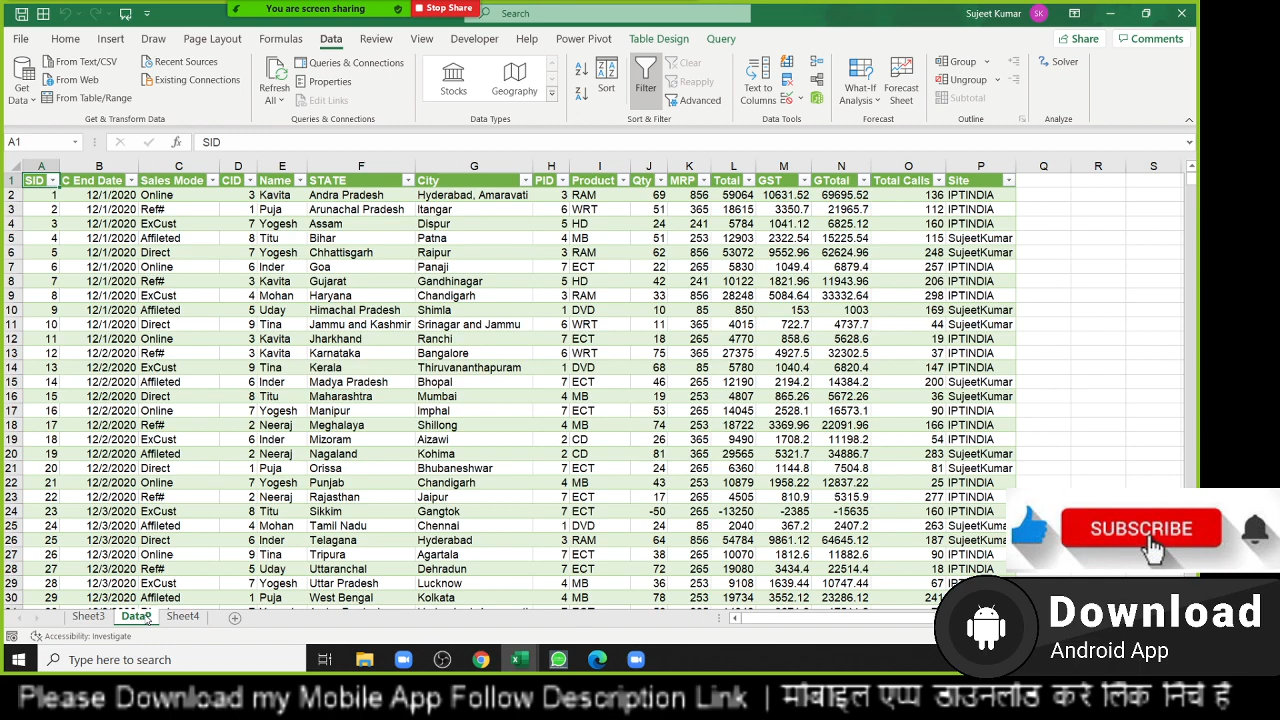 You are screen sharing Stop Share Search Sujeet Kumar SK
File Home Insert Draw Page Layout Formulas Data Review View Developer Help Power Pivot Table Design Query Share Comments
Get Data From Text/CSV From Web From Table/Range Recent Sources Existing Connections
Get & Transform Data
Refresh All Queries & Connections Properties Edit Links
Queries & Connections
Stocks Geography
Data Types
Sort Filter Clear Reapply Advanced
Sort & Filter
Text to Columns
Data Tools
What-If Analysis Forecast Sheet
Forecast
Group Ungroup Subtotal
Outline
Solver
Analyze
A1 fx SID
A B C D E F G H I J K L M N O P Q R S
1 SID C End Date Sales Mode CID Name STATE City PID Product Qty MRP Total GST GTotal Total Calls Site
2 1 12/1/2020 Online 3 Kavita Andra Pradesh Hyderabad, Amaravati 3 RAM 69 856 59064 10631.52 69695.52 136 IPTINDIA
3 2 12/1/2020 Ref# 1 Puja Arunachal Pradesh Itangar 6 WRT 51 365 18615 3350.7 21965.7 112 IPTINDIA
4 3 12/1/2020 ExCust 7 Yogesh Assam Dispur 5 HD 24 241 5784 1041.12 6825.12 160 IPTINDIA
5 4 12/1/2020 Affileted 8 Titu Bihar Patna 4 MB 51 253 12903 2322.54 15225.54 115 SujeetKumar
6 5 12/1/2020 Direct 7 Yogesh Chhattisgarh Raipur 3 RAM 62 856 53072 9552.96 62624.96 248 SujeetKumar
7 6 12/1/2020 Online 6 Inder Goa Panaji 7 ECT 22 265 5830 1049.4 6879.4 257 IPTINDIA
8 7 12/1/2020 Ref# 3 Kavita Gujarat Gandhinagar 5 HD 42 241 10122 1821.96 11943.96 206 IPTINDIA
9 8 12/1/2020 ExCust 4 Mohan Haryana Chandigarh 3 RAM 33 856 28248 5084.64 33332.64 298 IPTINDIA
10 9 12/1/2020 Affileted 5 Uday Himachal Pradesh Shimla 1 DVD 10 85 850 153 1003 169 SujeetKumar
11 10 12/1/2020 Direct 9 Tina Jammu and Kashmir Srinagar and Jammu 6 WRT 11 365 4015 722.7 4737.7 44 SujeetKumar
12 11 12/1/2020 Online 3 Kavita Jharkhand Ranchi 7 ECT 18 265 4770 858.6 5628.6 19 IPTINDIA
13 12 12/2/2020 Ref# 3 Kavita Karnataka Bangalore 6 WRT 75 365 27375 4927.5 32302.5 37 IPTINDIA
14 13 12/2/2020 ExCust 9 Tina Kerala Thiruvananthapuram 1 DVD 68 85 5780 1040.4 6820.4 147 IPTINDIA
15 14 12/2/2020 Affileted 6 Inder Madya Pradesh Bhopal 7 ECT 46 265 12190 2194.2 14384.2 200 SujeetKumar
16 15 12/2/2020 Direct 8 Titu Maharashtra Mumbai 4 MB 19 253 4807 865.26 5672.26 36 SujeetKumar
17 16 12/2/2020 Online 7 Yogesh Manipur Imphal 7 ECT 53 265 14045 2528.1 16573.1 90 IPTINDIA
18 17 12/2/2020 Ref# 2 Neeraj Meghalaya Shillong 4 MB 74 253 18722 3369.96 22091.96 166 IPTINDIA
19 18 12/2/2020 ExCust 6 Inder Mizoram Aizawi 2 CD 26 365 9490 1708.2 11198.2 54 IPTINDIA
20 19 12/2/2020 Affileted 2 Neeraj Nagaland Kohima 2 CD 81 365 29565 5321.7 34886.7 283 SujeetKumar
21 20 12/2/2020 Direct 1 Puja Orissa Bhubaneshwar 7 ECT 24 265 6360 1144.8 7504.8 81 SujeetKumar
22 21 12/2/2020 Online 7 Yogesh Punjab Chandigarh 4 MB 43 253 10879 1958.22 12837.22 25 IPTINDIA
23 22 12/2/2020 Ref# 2 Neeraj Rajasthan Jaipur 7 ECT 17 265 4505 810.9 5315.9 277 IPTINDIA
24 23 12/3/2020 ExCust 8 Titu Sikkim Gangtok 7 ECT -50 265 -13250 -2385 -15635 160
25 24 12/3/2020 Affileted 4 Mohan Tamil Nadu Chennai 1 DVD 24 85 2040 367.2 2407.2 263
26 25 12/3/2020 Direct 6 Inder Telagana Hyderabad 3 RAM 64 856 54784 9861.12 64645.12 187
27 26 12/3/2020 Online 9 Tina Tripura Agartala 7 ECT 38 265 10070 1812.6 11882.6 90
28 27 12/3/2020 Ref# 5 Uday Uttaranchal Dehradun 7 ECT 72 265 19080 3434.4 22514.4 18
29 28 12/3/2020 ExCust 7 Yogesh Uttar Pradesh Lucknow 4 MB 36 253 9108 1639.44 10747.44 67
30 29 12/3/2020 Affileted 1 Puja West Bengal Kolkata 4 MB 78 253 19734 3552.12 23286.12
SUBSCRIBE
Sheet3 Data Sheet4
Accessibility: Investigate
Type here to search
Download
Android App
Please Download my Mobile App Follow Description Link | मोबाइल एप्प डाउनलोड करे लिंक निचे हैं